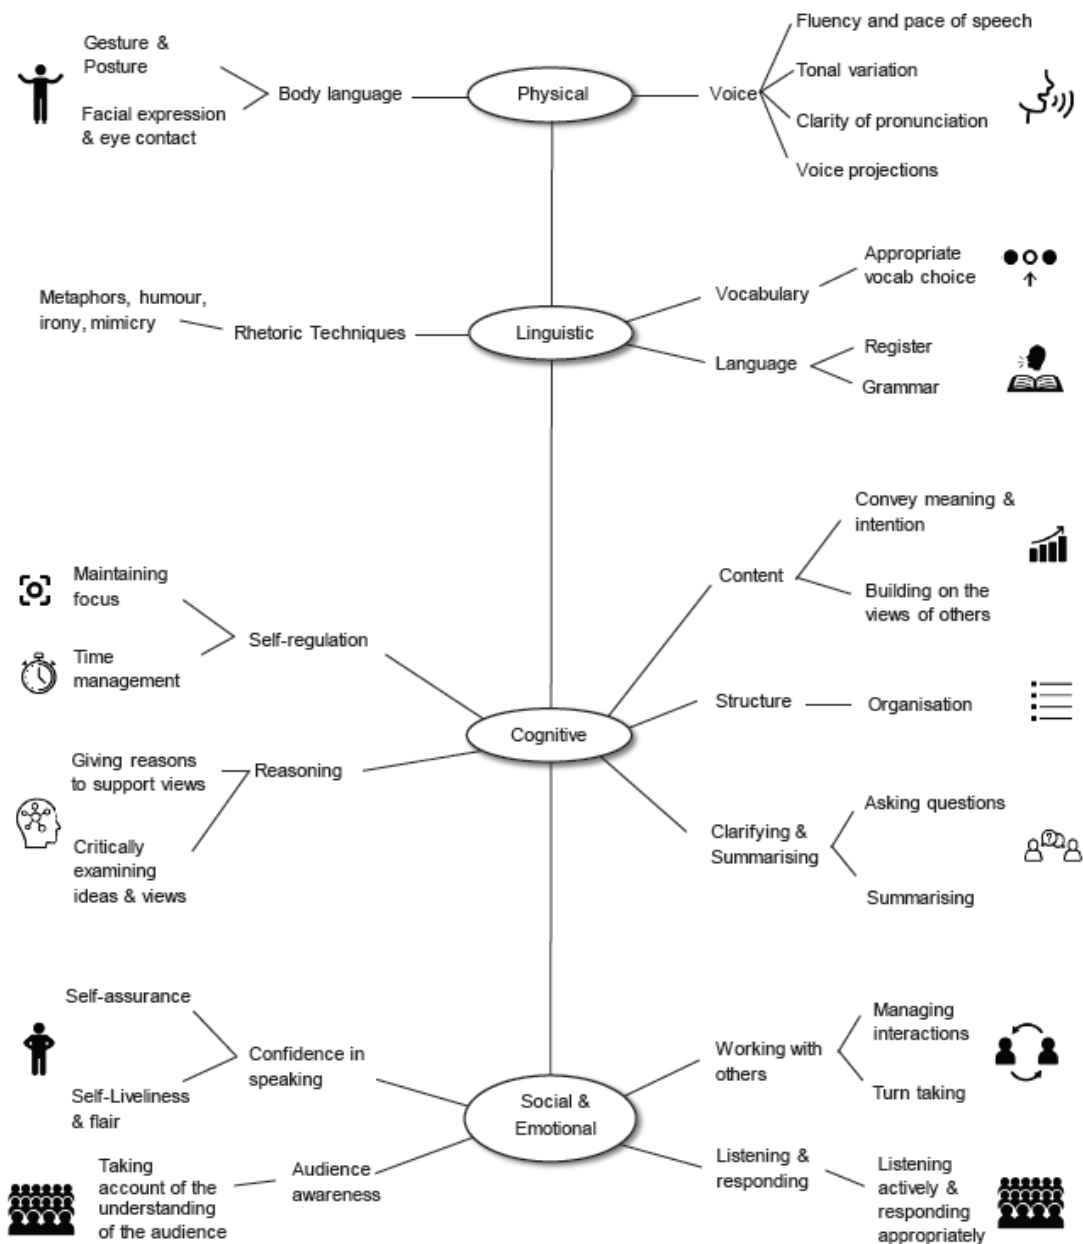 Gesture &
Posture
Facial expression
& eye contact
Body language
Physical
Voice
Fluency and pace of speech
Tonal variation
Clarity of pronunciation
Voice projections
Metaphors, humour,
irony, mimicry
Rhetoric Techniques
Linguistic
Vocabulary
Appropriate
vocab choice
Language
Register
Grammar
Maintaining
focus
Time
management
Self-regulation
Giving reasons
to support views
Critically
examining
ideas & views
Reasoning
Cognitive
Content
Convey meaning &
intention
Building on the
views of others
Structure
Organisation
Clarifying &
Summarising
Asking questions
?
Summarising
Self-assurance
Self-Liveliness
& flair
Confidence in
speaking
Taking
account of the
understanding
of the audience
Audience
awareness
Social &
Emotional
Working with
others
Managing
interactions
Turn taking
Listening &
responding
Listening
actively &
responding
appropriately